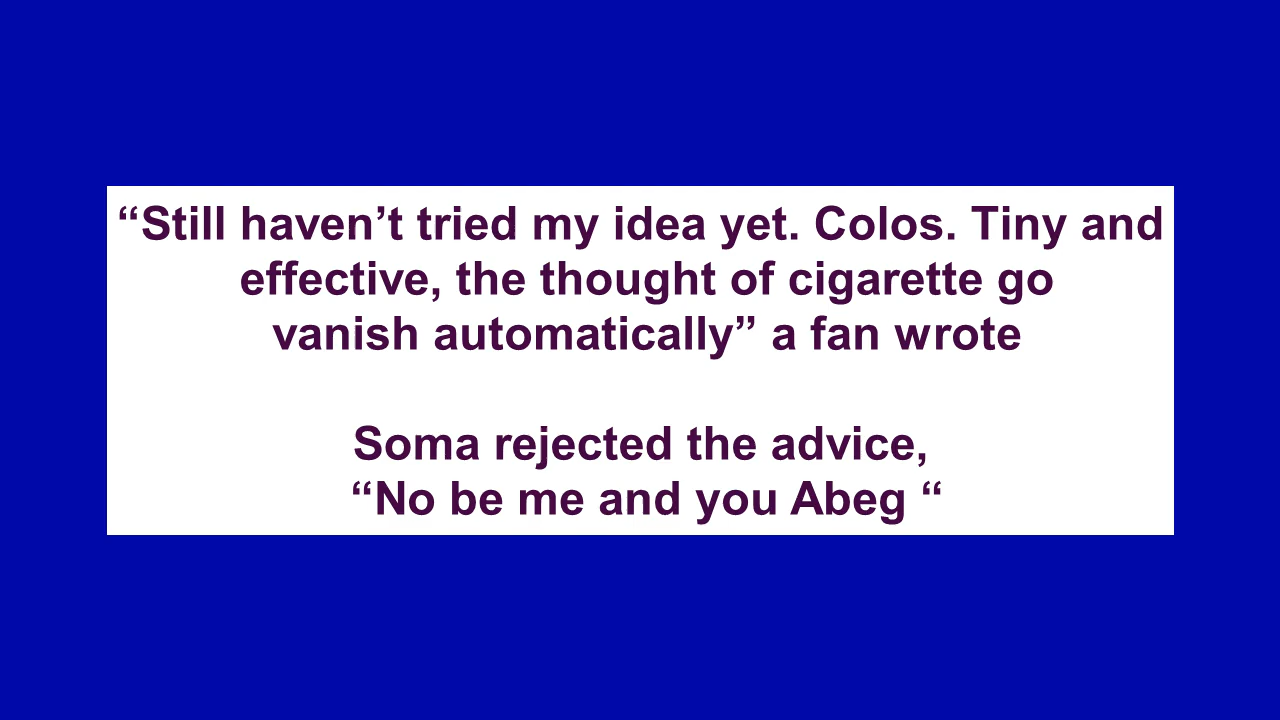 “Still haven’t tried my idea yet. Colos. Tiny and
effective, the thought of cigarette go
vanish automatically” a fan wrote
Soma rejected the advice,
“No be me and you Abeg “